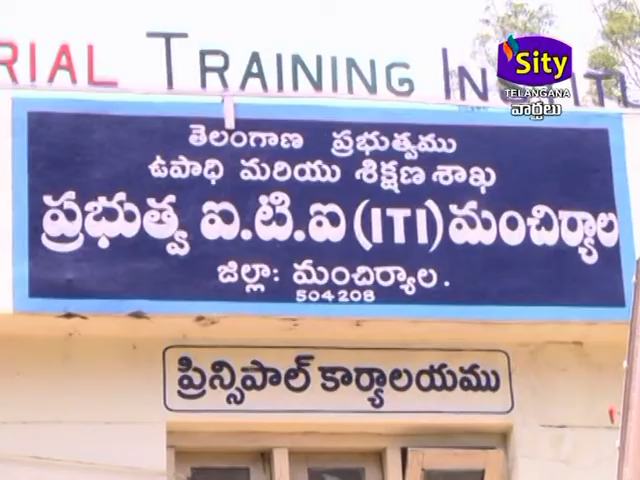 RIAL TRAINING IN
Sity
TELANGANA
వార్తలు
తెలంగాణ ప్రభుత్వము
ఉపాధి మరియు శిక్షణ శాఖ
ప్రభుత్వ ఐ.టి.ఐ (ITI) మంచిర్యాల
జిల్లా: మంచిర్యాల.
504208
ప్రిన్సిపాల్ కార్యాలయము